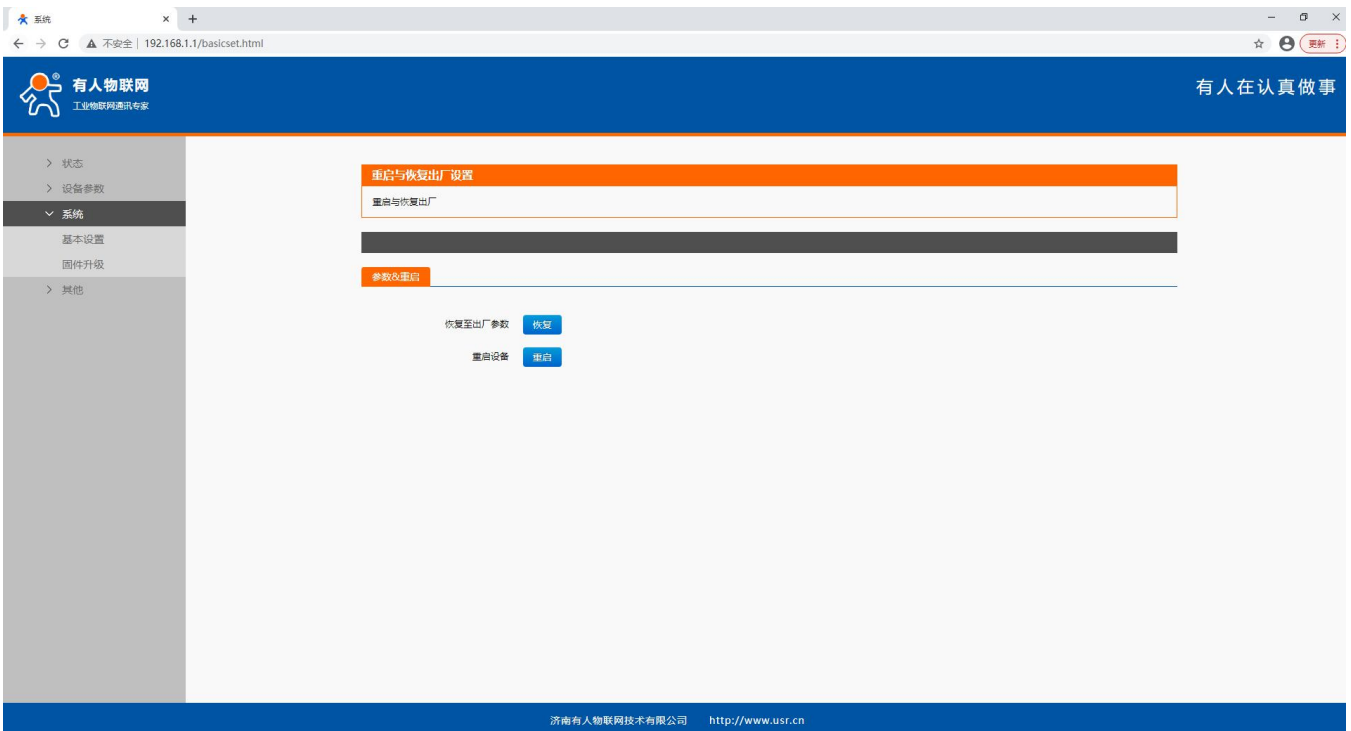 系统
不安全 192.168.1.1/basicset.html
更新
有人物联网
®
工业物联网通讯专家
有人在认真做事
状态
设备参数
系统
基本设置
固件升级
其他
重启与恢复出厂设置
重启与恢复出厂
参数&重启
恢复至出厂参数 恢复
重启设备 重启
济南有人物联网技术有限公司 http://www.usr.cn